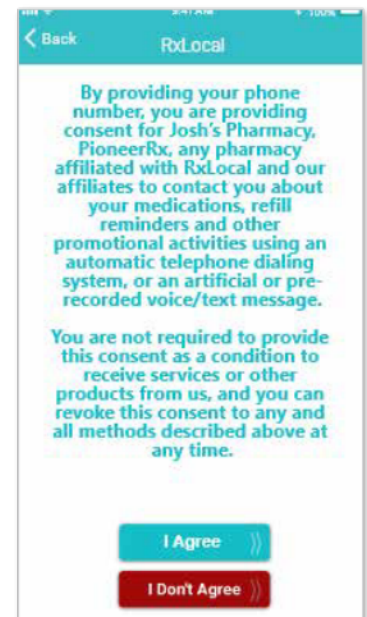 9:41 AM
100%
Back
RxLocal
By providing your phone
number, you are providing
consent for Josh's Pharmacy,
PioneerRx, any pharmacy
affiliated with RxLocal and our
affiliates to contact you about
your medications, refill
reminders and other
promotional activities using an
automatic telephone dialing
system, or an artificial or pre-
recorded voice/text message.
You are not required to provide
this consent as a condition to
receive services or other
products from us, and you can
revoke this consent to any and
all methods described above at
any time.
I Agree
I Don't Agree